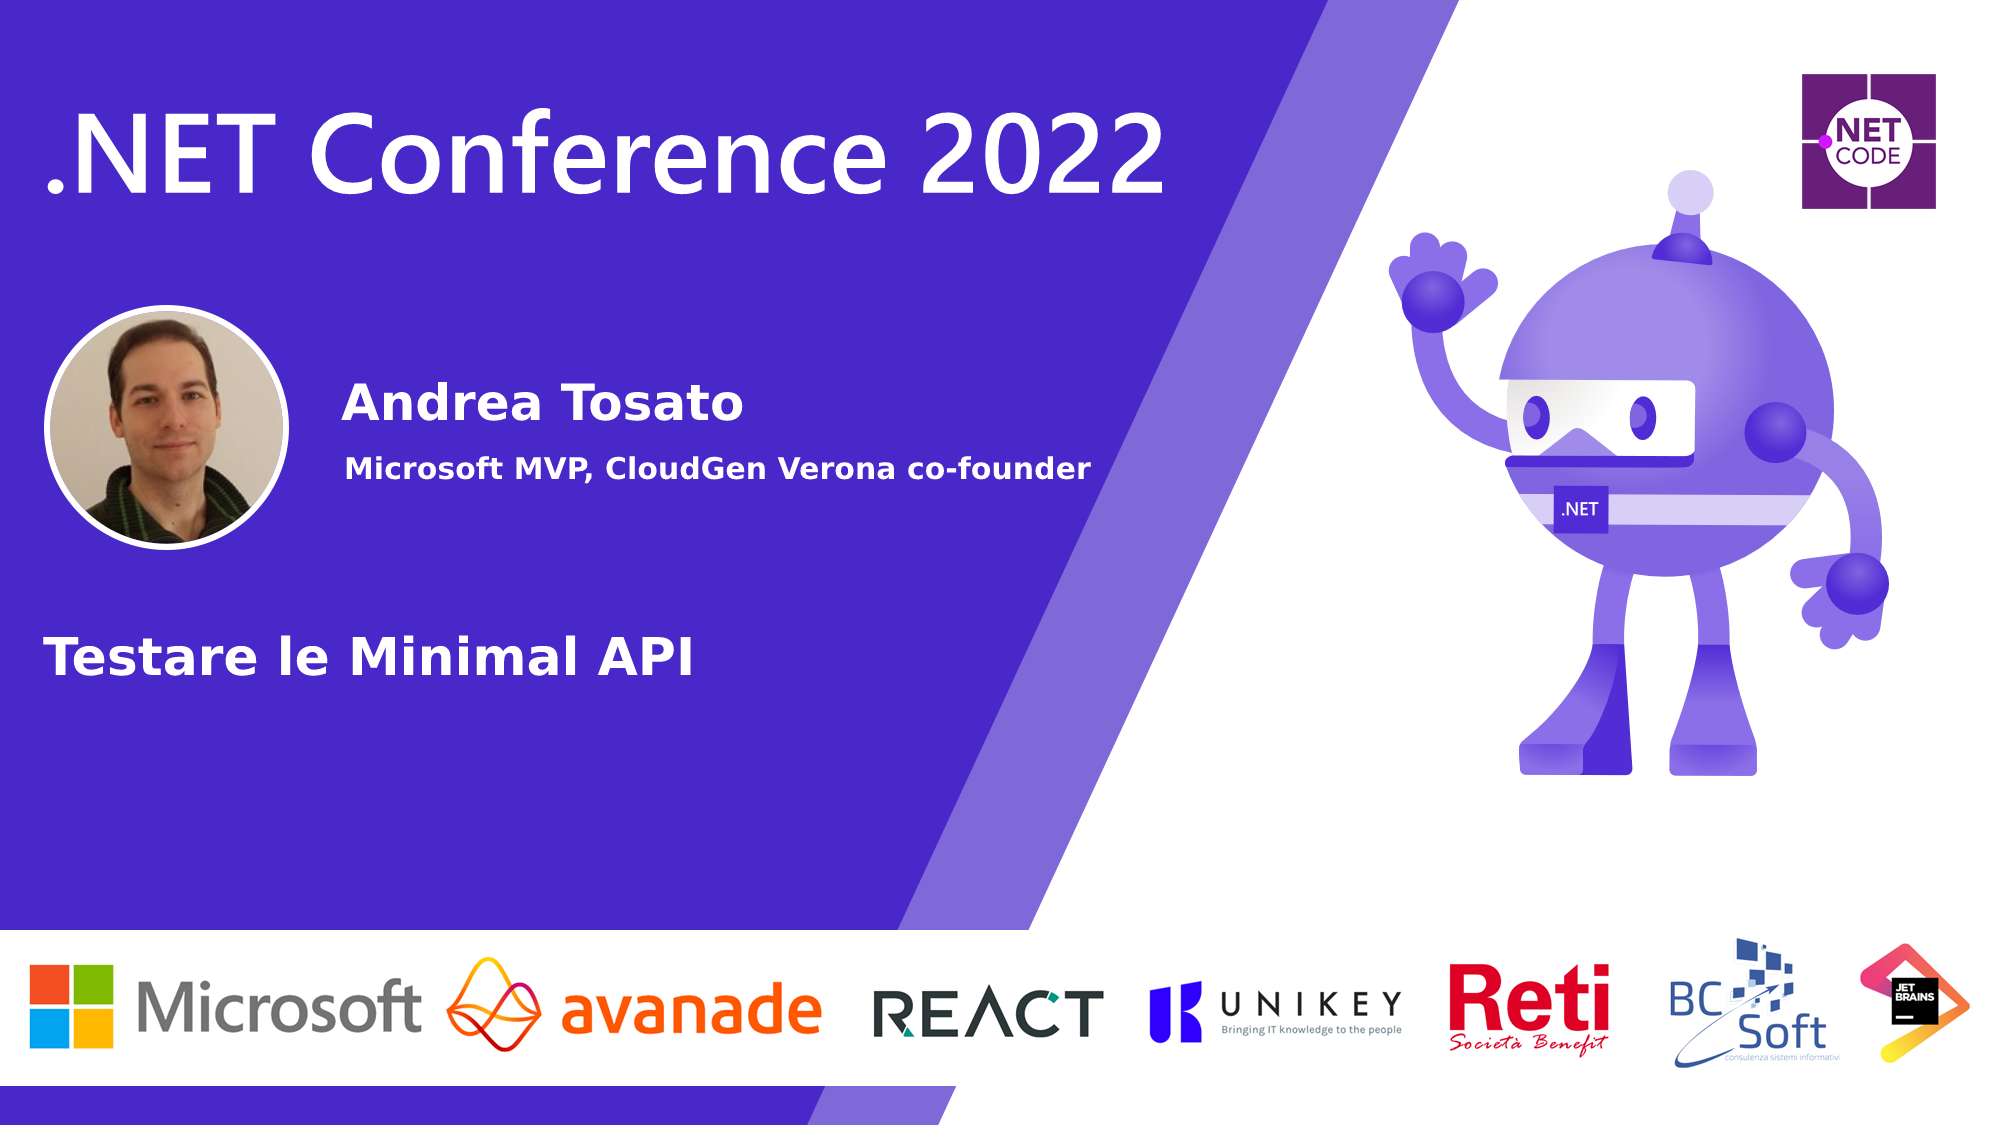 .NET Conference 2022
NET
CODE
Andrea Tosato
Microsoft MVP, CloudGen Verona co-founder
.NET
Testare le Minimal API
Microsoft
avanade
REACT
UNIKEY
Bringing IT knowledge to the people
Reti
Società Benefit
BC
Soft
consulenza sistemi informativi
JET
BRAINS